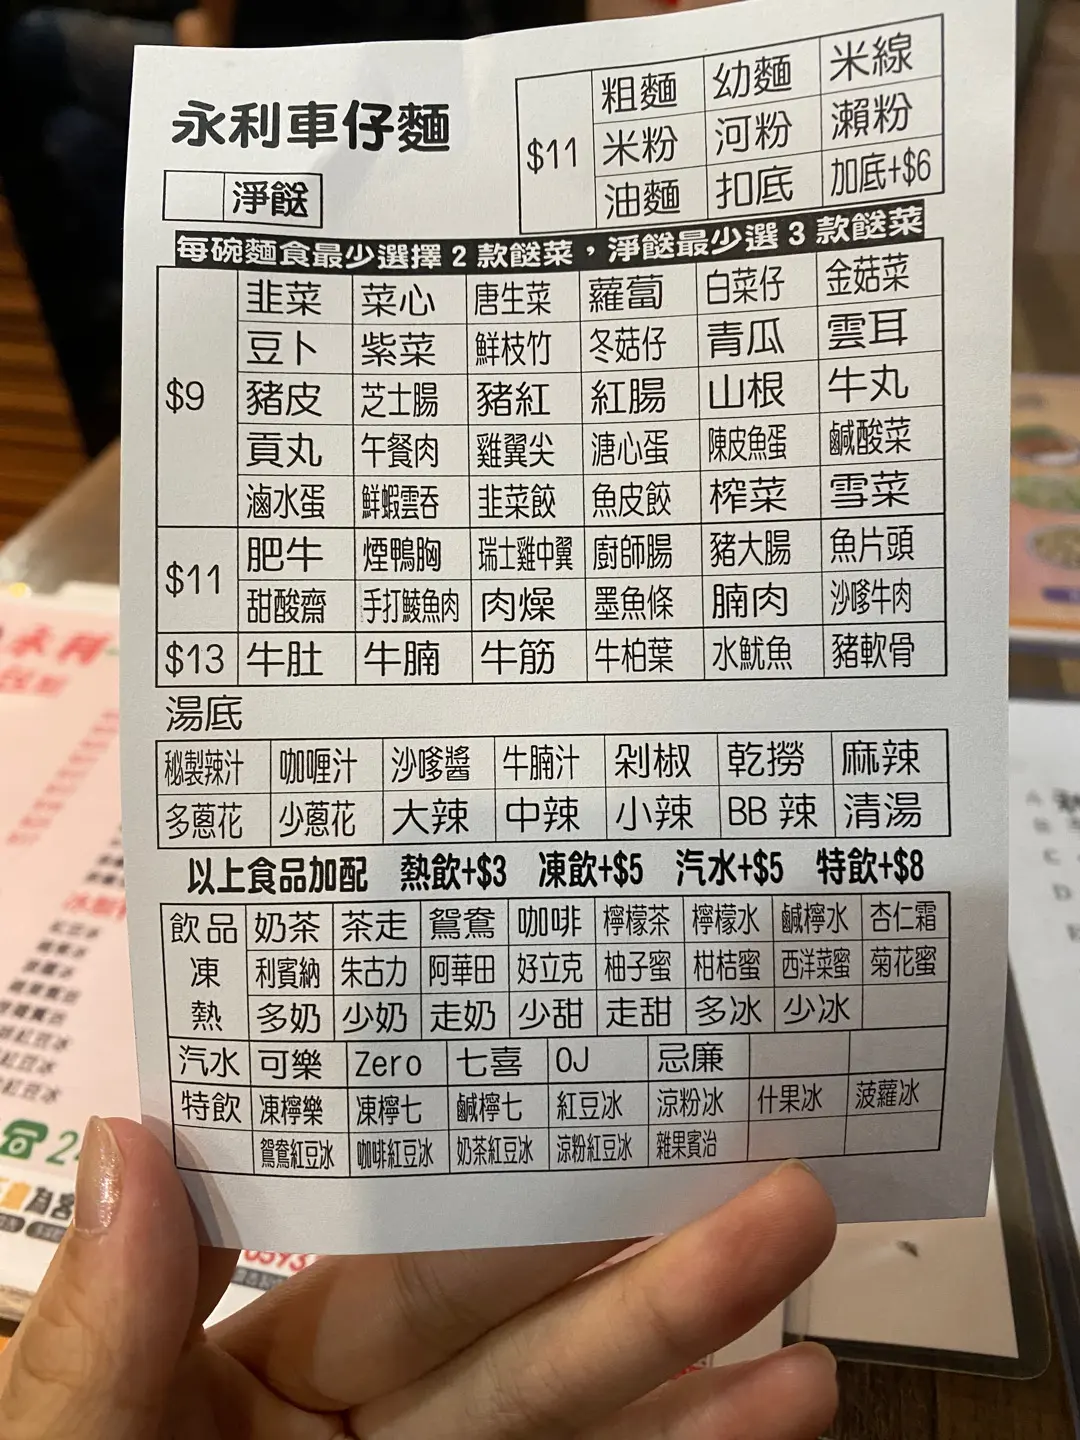 永利車仔麵
淨餸
$11
粗麵 幼麵 米線
米粉 河粉 瀨粉
油麵 扣底 加底+$6
每碗麵食最少選擇 2 款餸菜，淨餸最少選 3 款餸菜
$9
韭菜 菜心 唐生菜 蘿蔔 白菜仔 金菇菜
豆卜 紫菜 鮮枝竹 冬菇仔 青瓜 雲耳
豬皮 芝士腸 豬紅 紅腸 山根 牛丸
貢丸 午餐肉 雞翼尖 溏心蛋 陳皮魚蛋 鹹酸菜
滷水蛋 鮮蝦雲吞 韭菜餃 魚皮餃 榨菜 雪菜
$11
肥牛 煙鴨胸 瑞士雞中翼 廚師腸 豬大腸 魚片頭
甜酸齋 手打鯪魚肉 肉燥 墨魚條 腩肉 沙嗲牛肉
$13 牛肚 牛腩 牛筋 牛柏葉 水魷魚 豬軟骨
湯底
秘製辣汁 咖喱汁 沙嗲醬 牛腩汁 剁椒 乾撈 麻辣
多蔥花 少蔥花 大辣 中辣 小辣 BB 辣 清湯
以上食品加配 熱飲+$3 凍飲+$5 汽水+$5 特飲+$8
飲品 奶茶 茶走 鴛鴦 咖啡 檸檬茶 檸檬水 鹹檸水 杏仁霜
凍 利賓納 朱古力 阿華田 好立克 柚子蜜 柑桔蜜 西洋菜蜜 菊花蜜
熱 多奶 少奶 走奶 少甜 走甜 多冰 少冰
汽水 可樂 Zero 七喜 OJ 忌廉
特飲 凍檸樂 凍檸七 鹹檸七 紅豆冰 涼粉冰 什果冰 菠蘿冰
鴛鴦紅豆冰 咖啡紅豆冰 奶茶紅豆冰 涼粉紅豆冰 雜果賓治